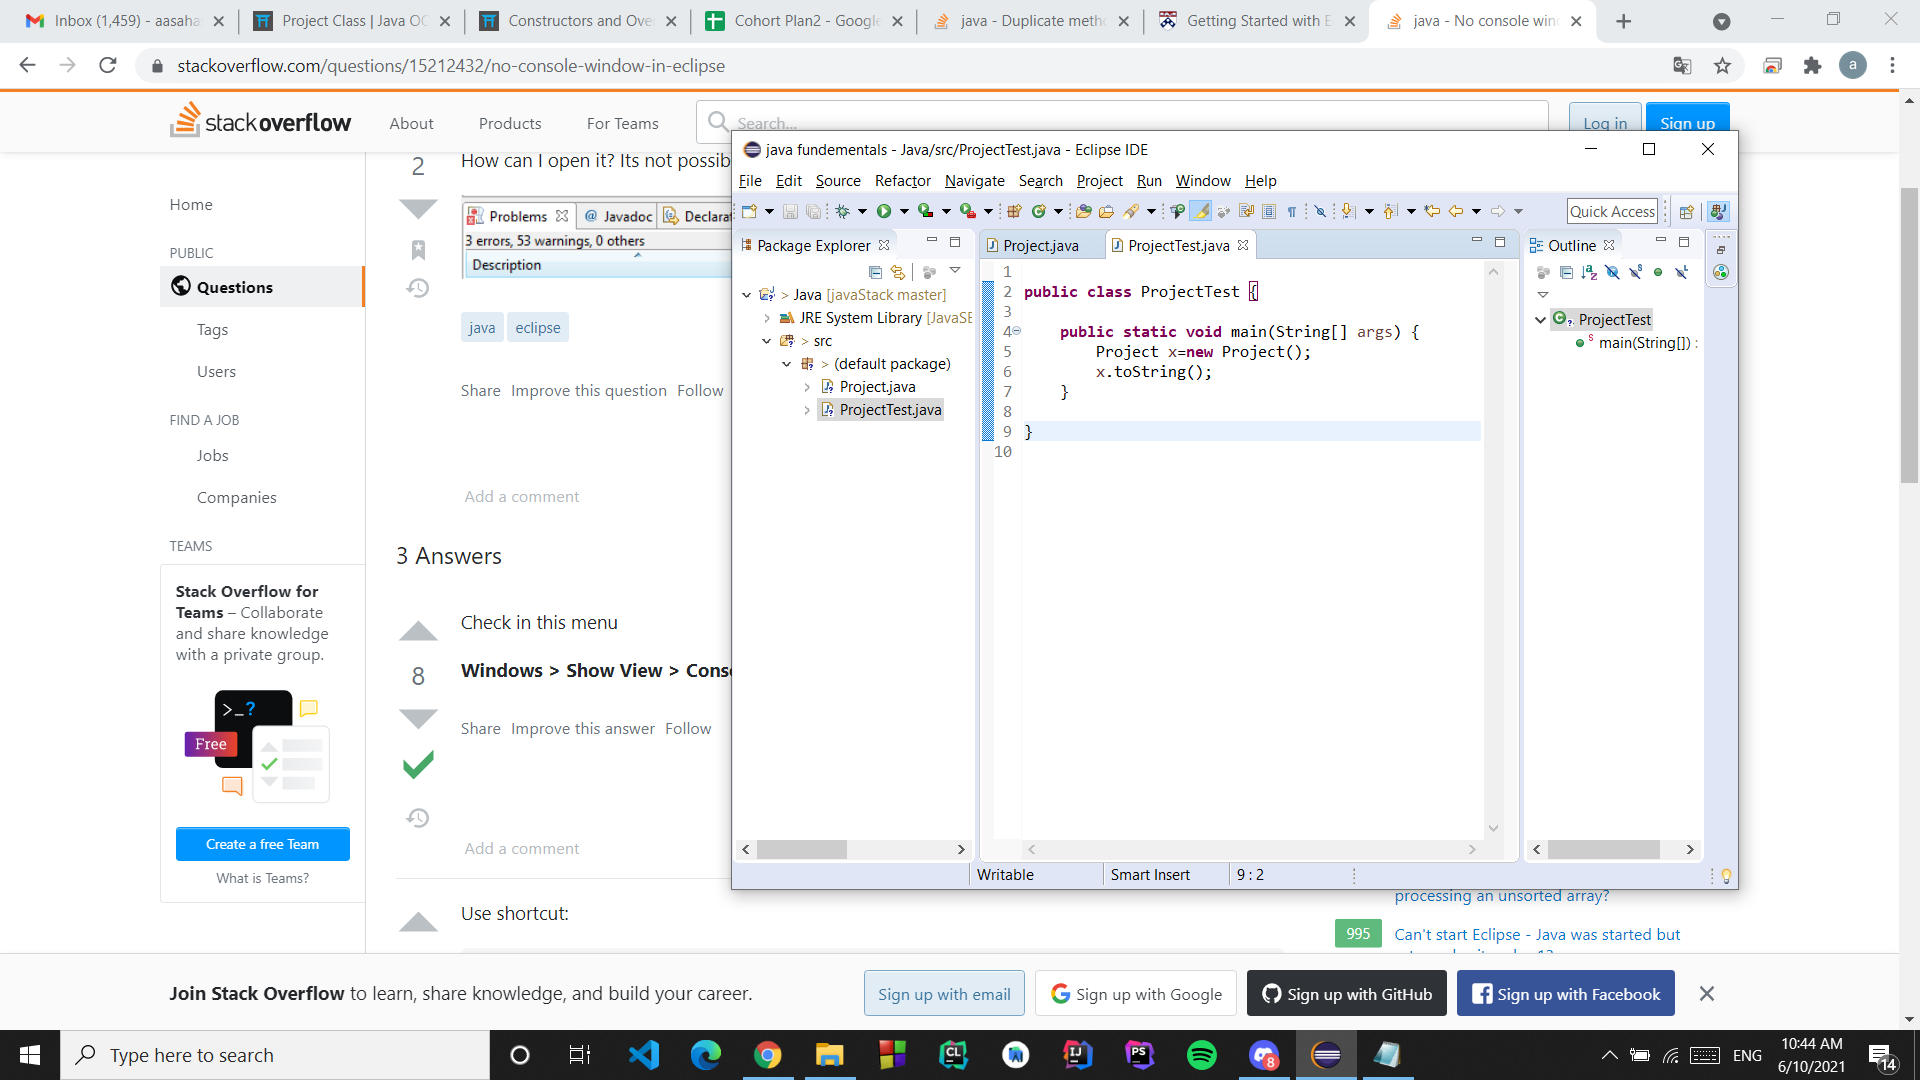 Inbox (1,459) - aasaha
Project Class | Java OO
Constructors and Over
Cohort Plan2 - Google
java - Duplicate metho
Getting Started with E
java - No console win
stackoverflow.com/questions/15212432/no-console-window-in-eclipse
a
stackoverflow
About
Products
For Teams
Search...
Log in
Sign up
Home
PUBLIC
Questions
Tags
Users
FIND A JOB
Jobs
Companies
TEAMS
Stack Overflow for
Teams – Collaborate
and share knowledge
with a private group.
>_?
Free
Create a free Team
What is Teams?
2
How can I open it? Its not possib
Problems
@ Javadoc
Declarat
3 errors, 53 warnings, 0 others
Description
java
eclipse
Share Improve this question Follow
Add a comment
3 Answers
Check in this menu
8
Windows > Show View > Conso
Share Improve this answer Follow
Add a comment
Use shortcut:
java fundementals - Java/src/ProjectTest.java - Eclipse IDE
File Edit Source Refactor Navigate Search Project Run Window Help
Quick Access
Package Explorer
> Java [javaStack master]
JRE System Library [JavaSE
> src
> (default package)
Project.java
ProjectTest.java
Project.java
ProjectTest.java
1
2 public class ProjectTest {
3
4 public static void main(String[] args) {
5 Project x=new Project();
6 x.toString();
7 }
8
9 }
10
Outline
ProjectTest
main(String[]) :
Writable
Smart Insert
9 : 2
processing an unsorted array?
995
Can't start Eclipse - Java was started but
Join Stack Overflow to learn, share knowledge, and build your career.
Sign up with email
Sign up with Google
Sign up with GitHub
Sign up with Facebook
Type here to search
CL
IJ
PS
8
ENG
10:44 AM
6/10/2021
14